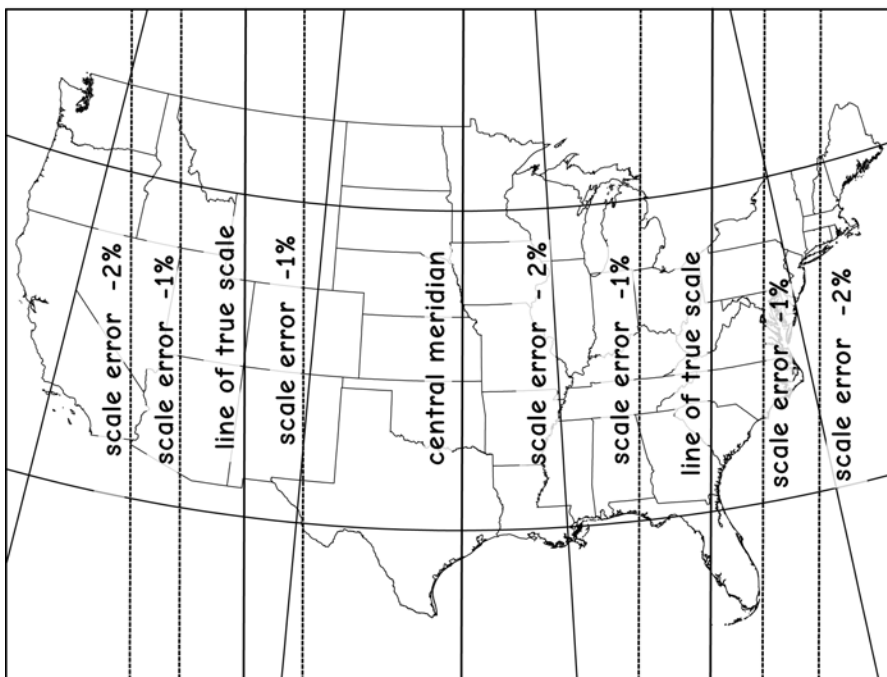 scale error -2%
scale error -1%
line of true scale
scale error -1%
central meridian
scale error -2%
scale error -1%
line of true scale
scale error -1%
scale error -2%